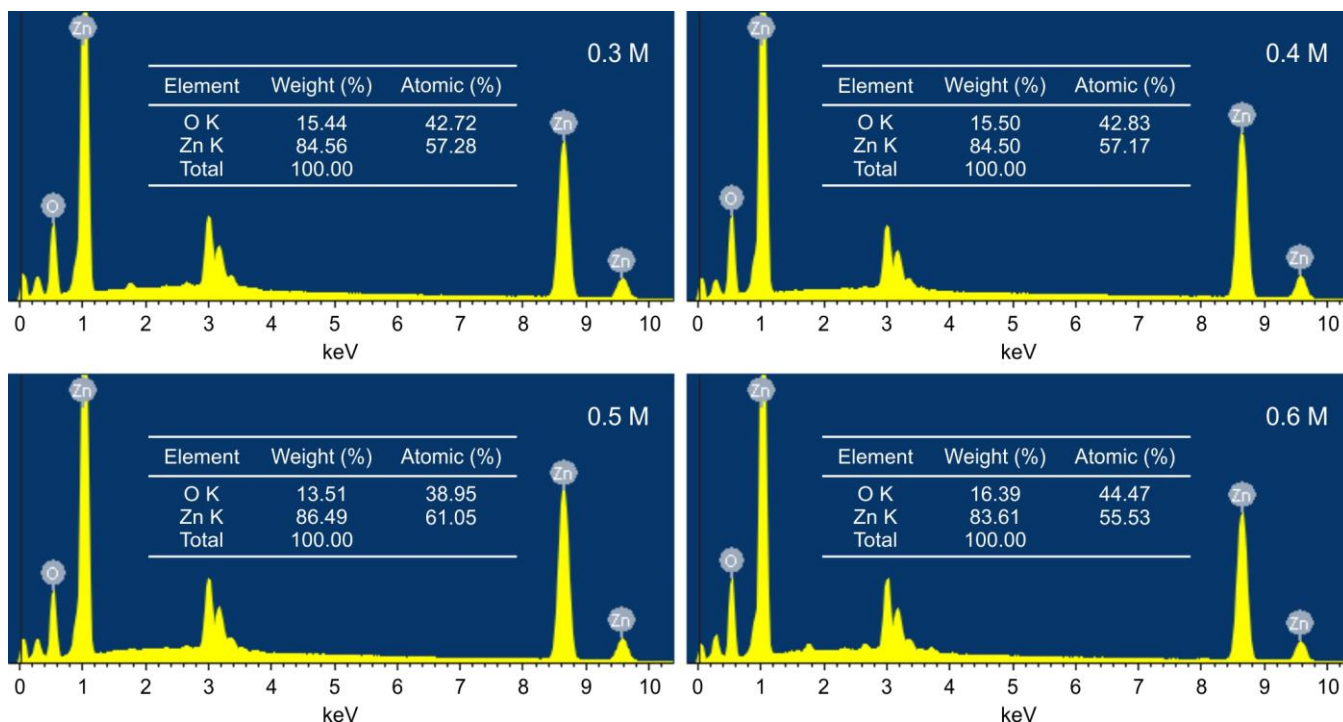 Zn
0.3 M
Element Weight (%) Atomic (%)
O K 15.44 42.72
Zn K 84.56 57.28
Total 100.00
Zn
O
Zn
0 1 2 3 4 5 6 7 8 9 10
keV
Zn
0.4 M
Element Weight (%) Atomic (%)
O K 15.50 42.83
Zn K 84.50 57.17
Total 100.00
Zn
O
Zn
0 1 2 3 4 5 6 7 8 9 10
keV
Zn
0.5 M
Element Weight (%) Atomic (%)
O K 13.51 38.95
Zn K 86.49 61.05
Total 100.00
Zn
O
Zn
0 1 2 3 4 5 6 7 8 9 10
keV
Zn
0.6 M
Element Weight (%) Atomic (%)
O K 16.39 44.47
Zn K 83.61 55.53
Total 100.00
Zn
O
Zn
0 1 2 3 4 5 6 7 8 9 10
keV